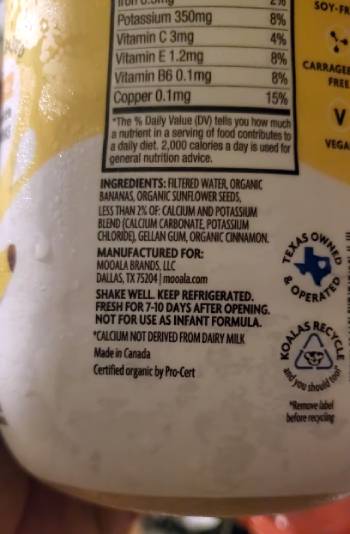 Iron 0.3mg 2%
Potassium 350mg 8%
Vitamin C 3mg 4%
Vitamin E 1.2mg 8%
Vitamin B6 0.1mg 8%
Copper 0.1mg 15%
*The % Daily Value (DV) tells you how much
a nutrient in a serving of food contributes to
a daily diet. 2,000 calories a day is used for
general nutrition advice.
INGREDIENTS: FILTERED WATER, ORGANIC
BANANAS, ORGANIC SUNFLOWER SEEDS,
LESS THAN 2% OF: CALCIUM AND POTASSIUM
BLEND (CALCIUM CARBONATE, POTASSIUM
CHLORIDE), GELLAN GUM, ORGANIC CINNAMON.
MANUFACTURED FOR:
MOOALA BRANDS, LLC
DALLAS, TX 75204 | mooala.com
SHAKE WELL. KEEP REFRIGERATED.
FRESH FOR 7-10 DAYS AFTER OPENING.
NOT FOR USE AS INFANT FORMULA.
*CALCIUM NOT DERIVED FROM DAIRY MILK
Made in Canada
Certified organic by Pro-Cert
SOY-FR
CARRAGEE
FREE
V
VEGA
TEXAS OWNED
& OPERATED
KOALAS RECYCLE
and you should too!
*Remove label
before recycling